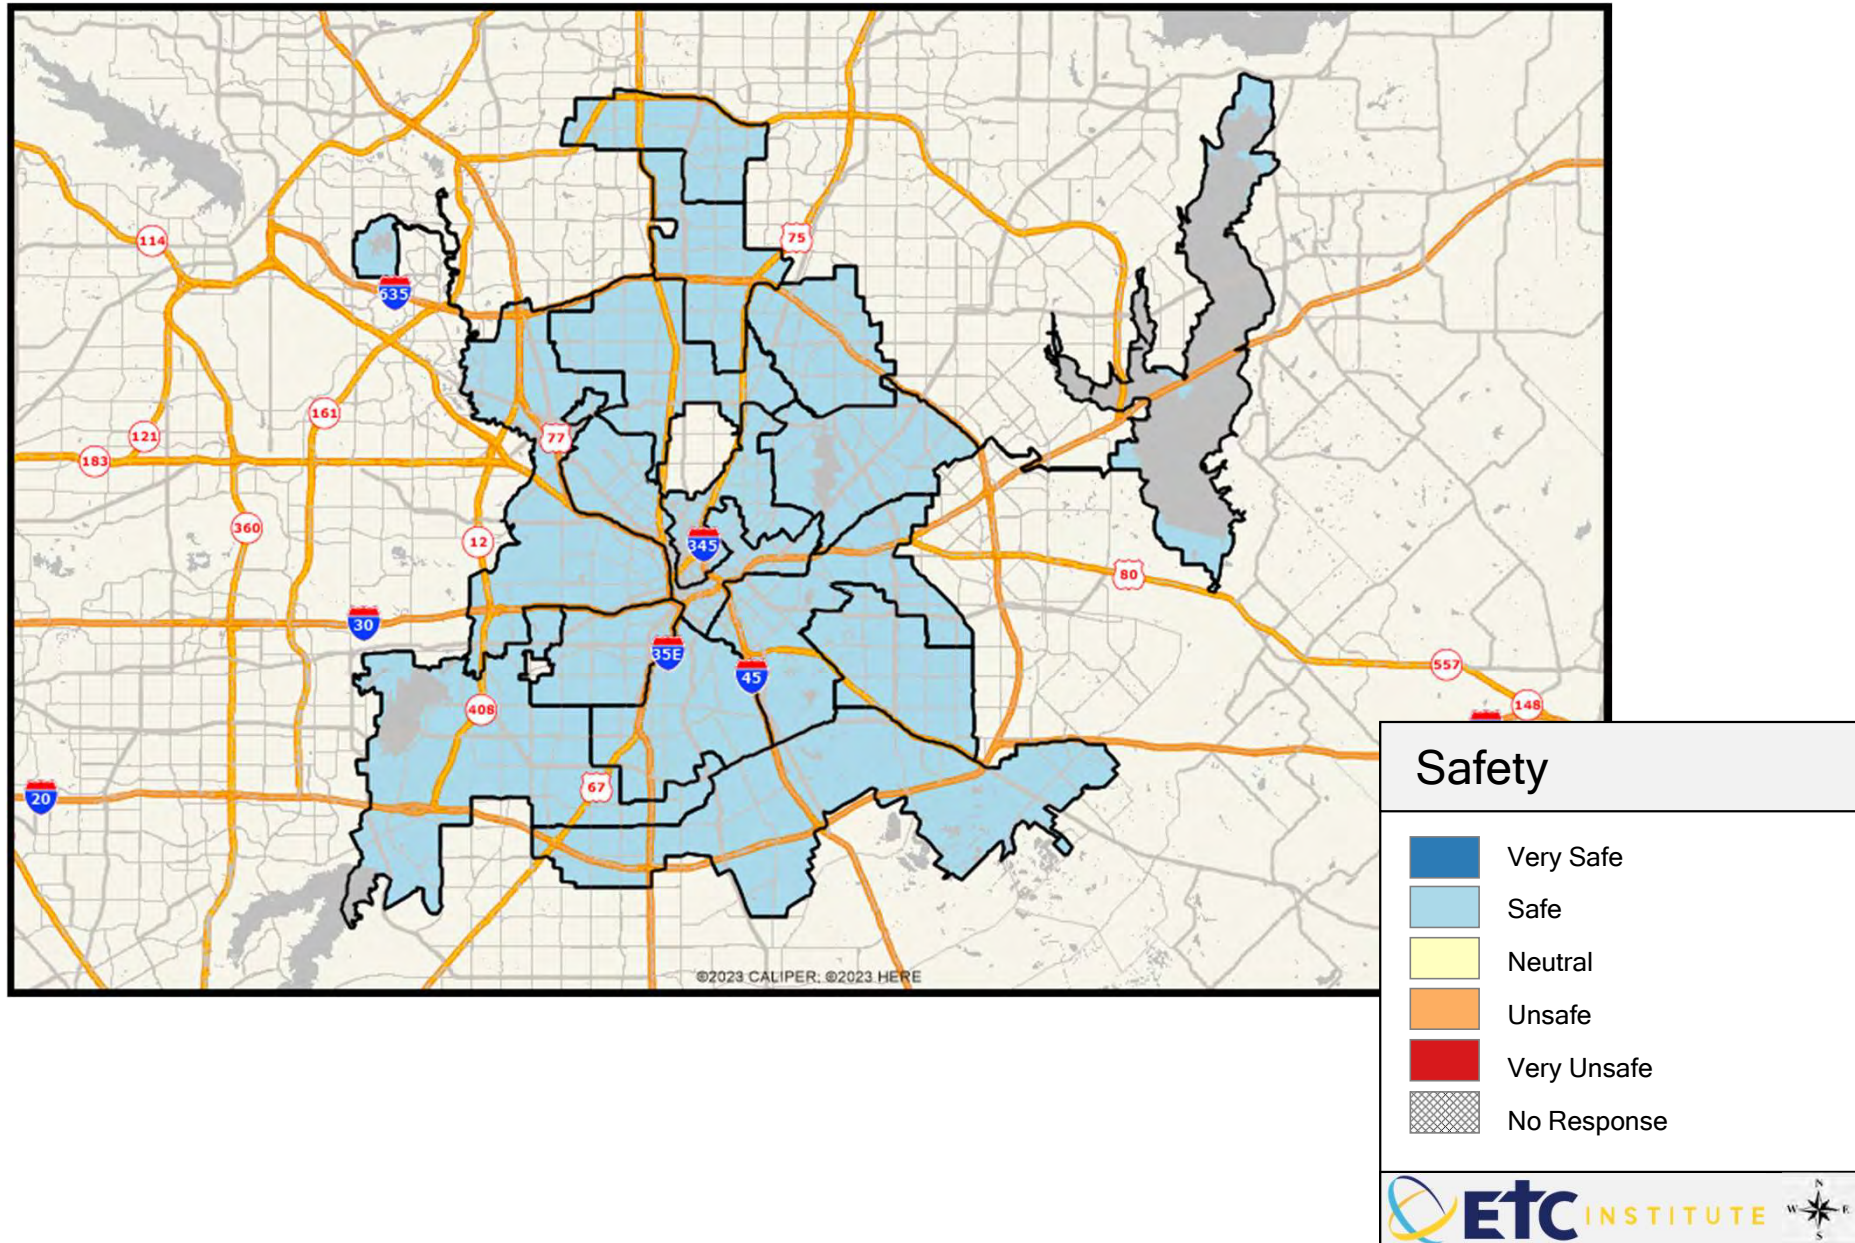 114
75
635
161
77
121
183
360
12
345
80
30
35E
45
557
408
148
67
20
©2023 CALIPER; ©2023 HERE
Safety
Very Safe
Safe
Neutral
Unsafe
Very Unsafe
No Response
ETC INSTITUTE
N
W E
S